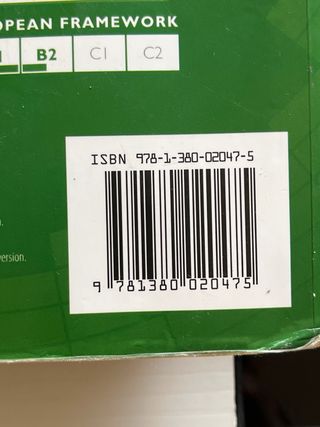 OPEAN FRAMEWORK
B2 C1 C2
ISBN 978-1-380-02047-5
ersion.
9 781380 020475